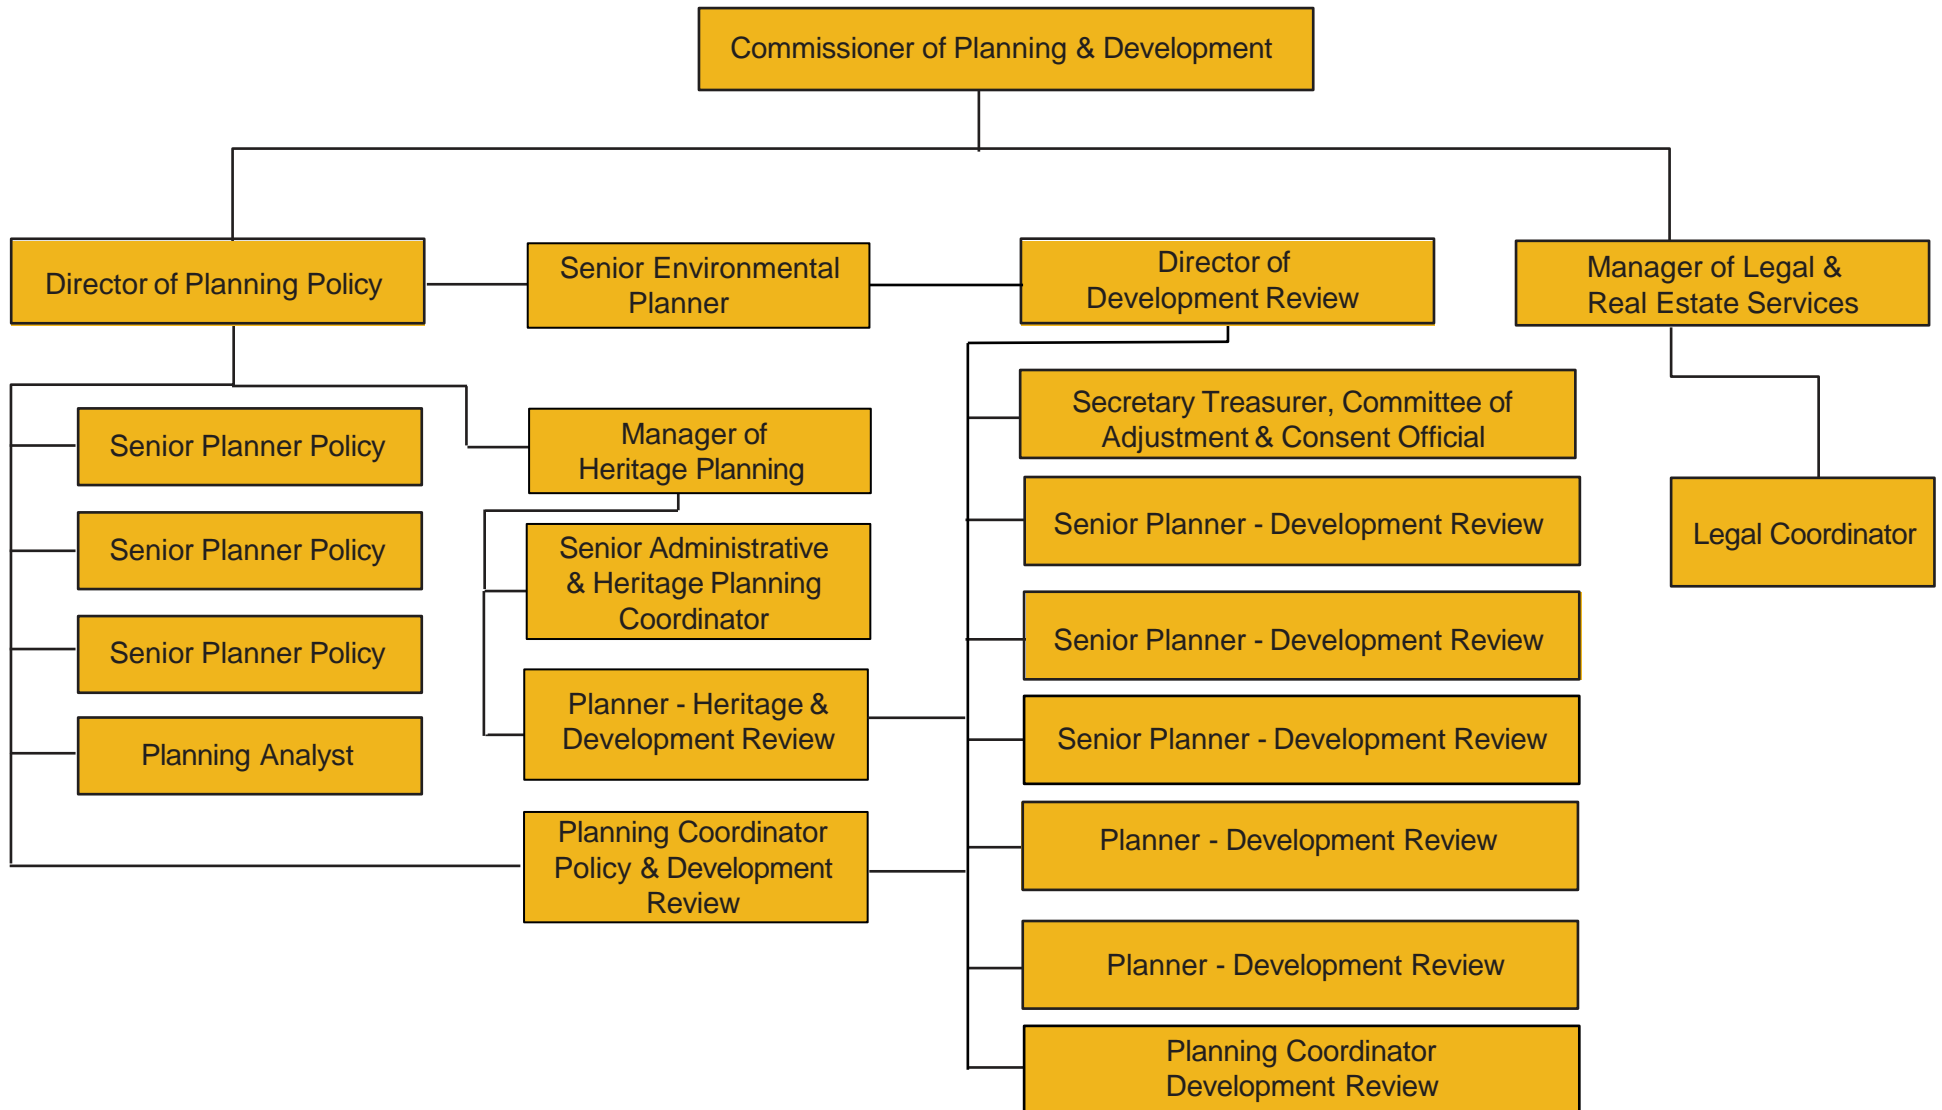 Commissioner of Planning & Development
Director of Planning Policy
Senior Environmental
Planner
Director of
Development Review
Manager of Legal &
Real Estate Services
Senior Planner Policy
Senior Planner Policy
Senior Planner Policy
Planning Analyst
Manager of
Heritage Planning
Senior Administrative
& Heritage Planning
Coordinator
Planner - Heritage &
Development Review
Planning Coordinator
Policy & Development
Review
Secretary Treasurer, Committee of
Adjustment & Consent Official
Senior Planner - Development Review
Senior Planner - Development Review
Senior Planner - Development Review
Planner - Development Review
Planner - Development Review
Planning Coordinator
Development Review
Legal Coordinator